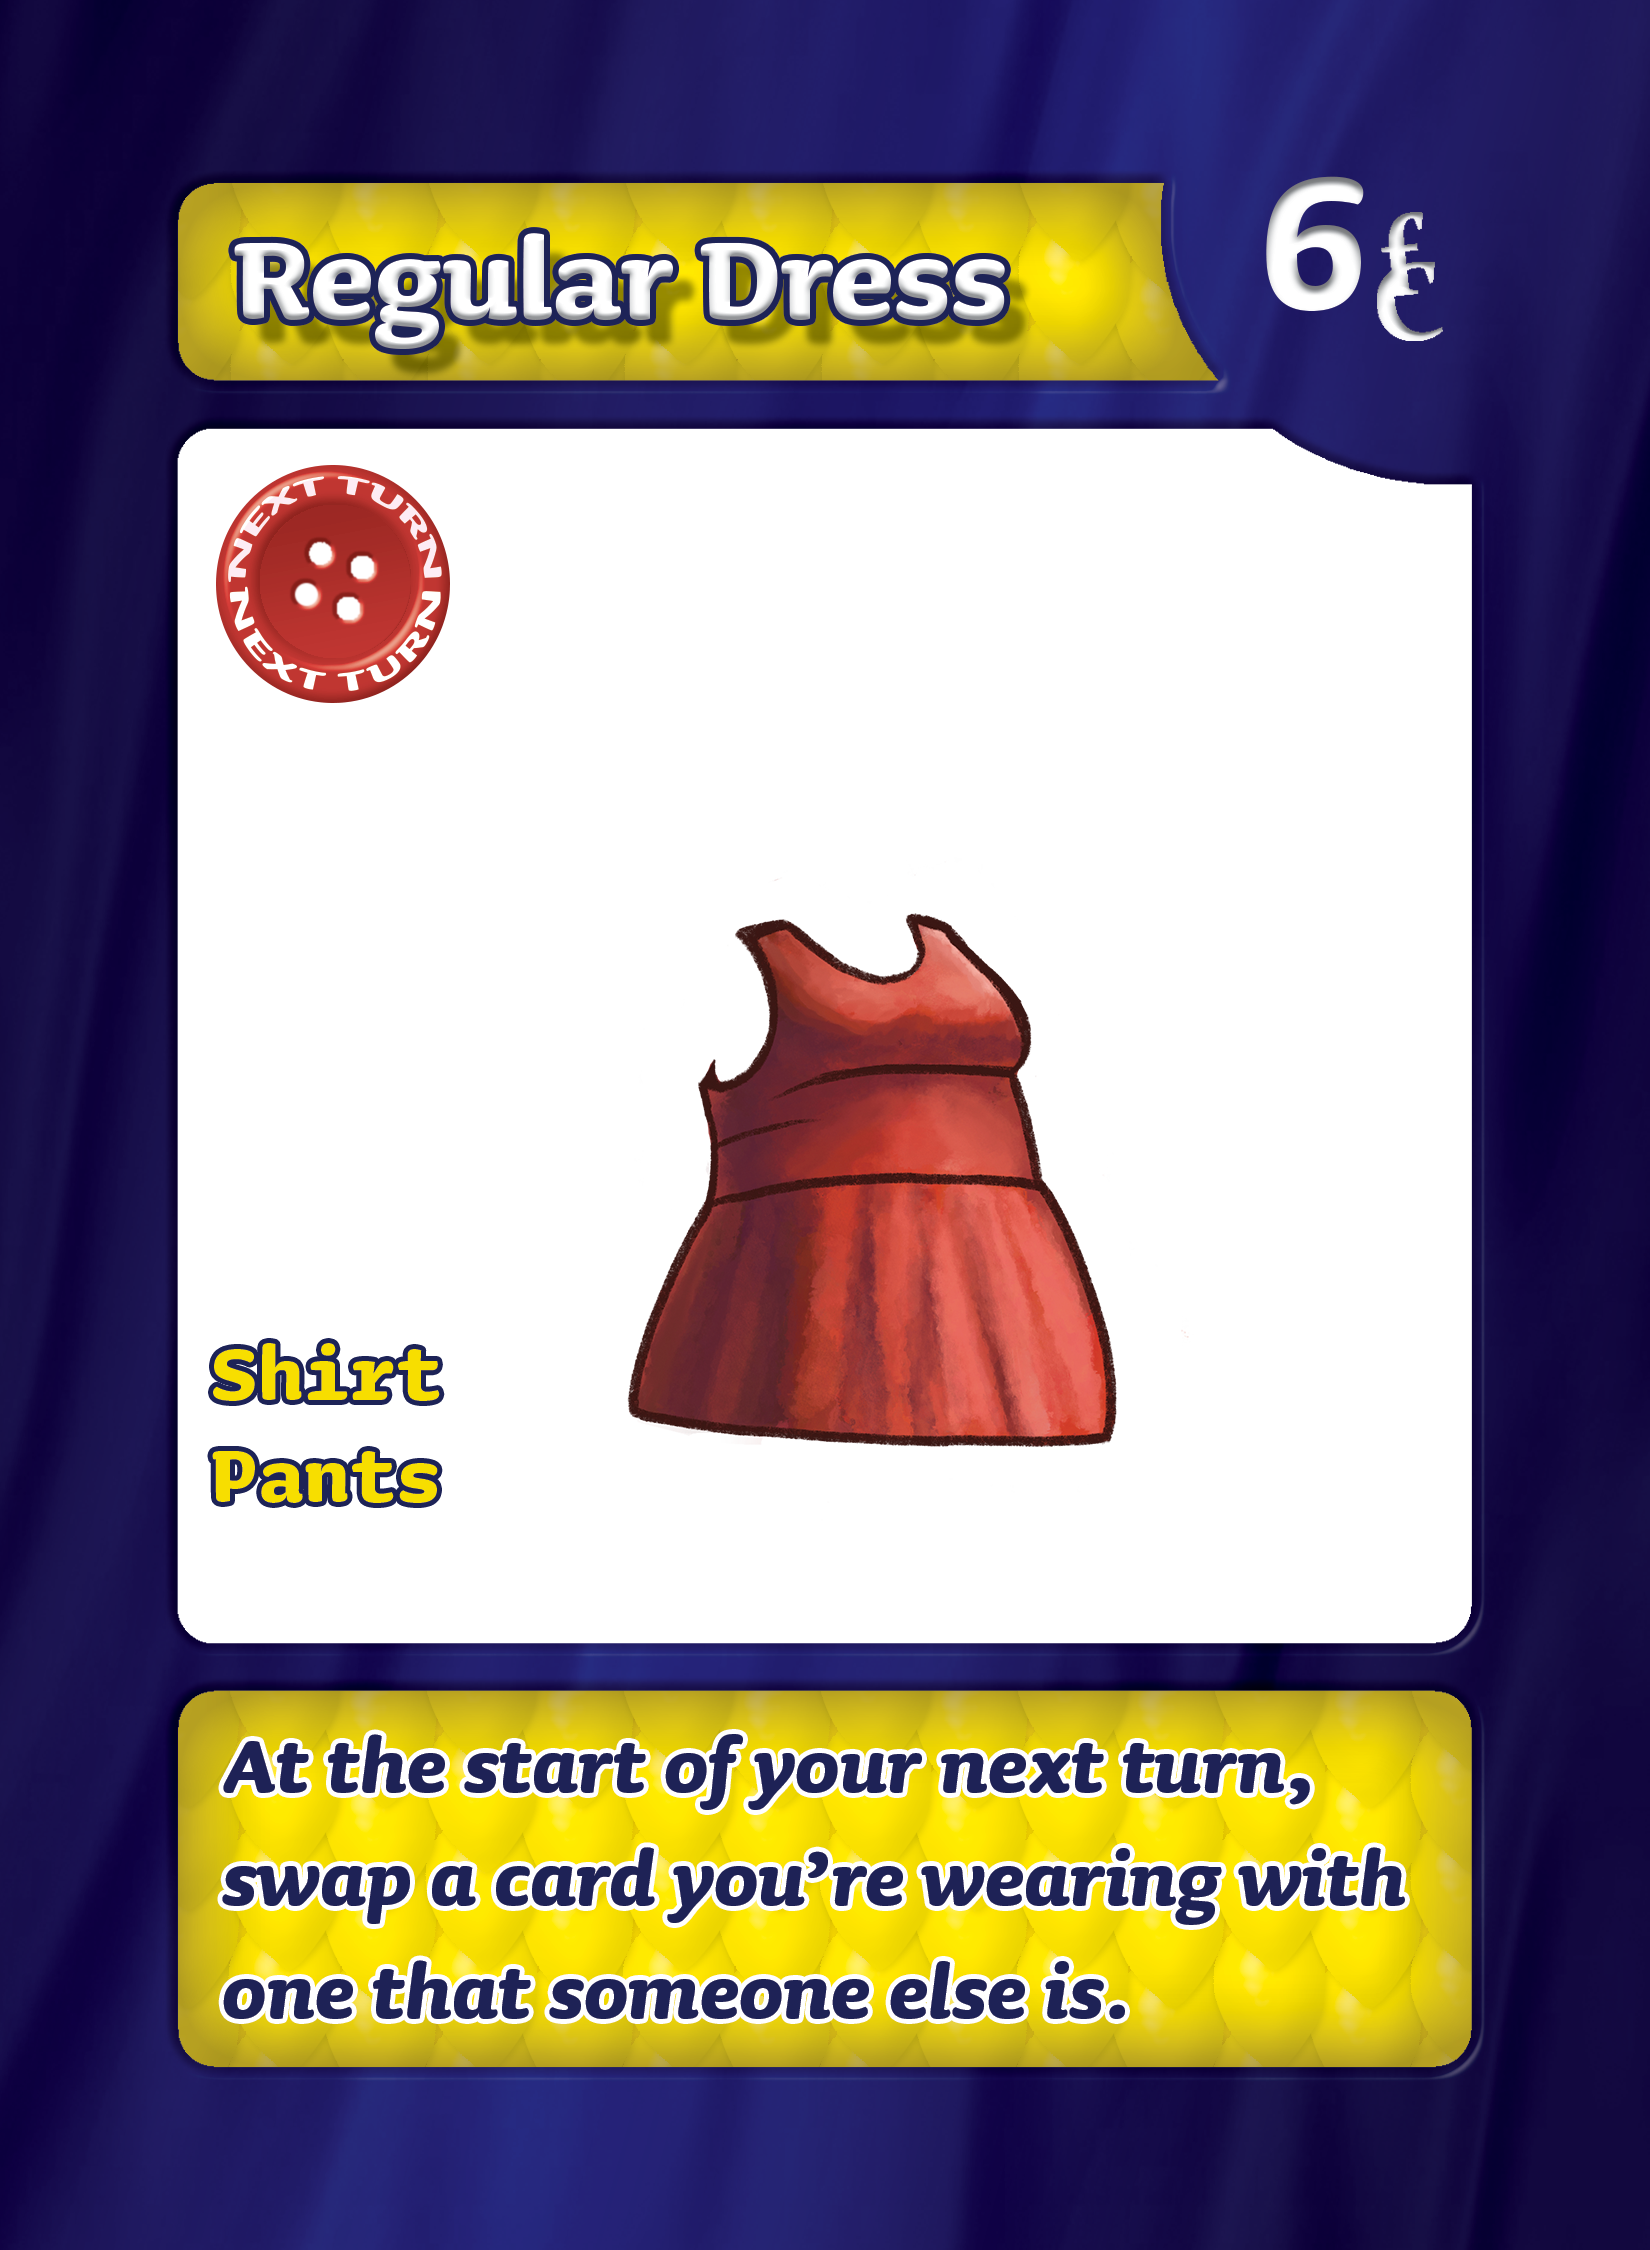 Regular Dress
6
NEXT TURN
NEXT TURN
Shirt
Pants
At the start of your next turn,
swap a card you’re wearing with
one that someone else is.